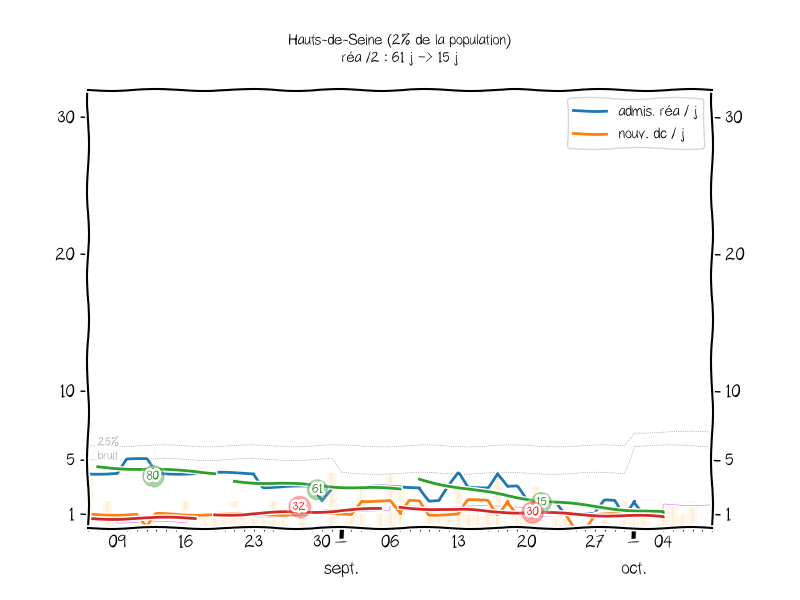 Hauts-de-Seine (2% de la population)
réa /2 : 61 j -> 15 j
admis. réa / j
nouv. dc / j
30
30
20
20
10
10
5
5
1
1
25%
bruit
80
61
32
15
30
09 16 23 30 06 13 20 27 04
sept. oct.